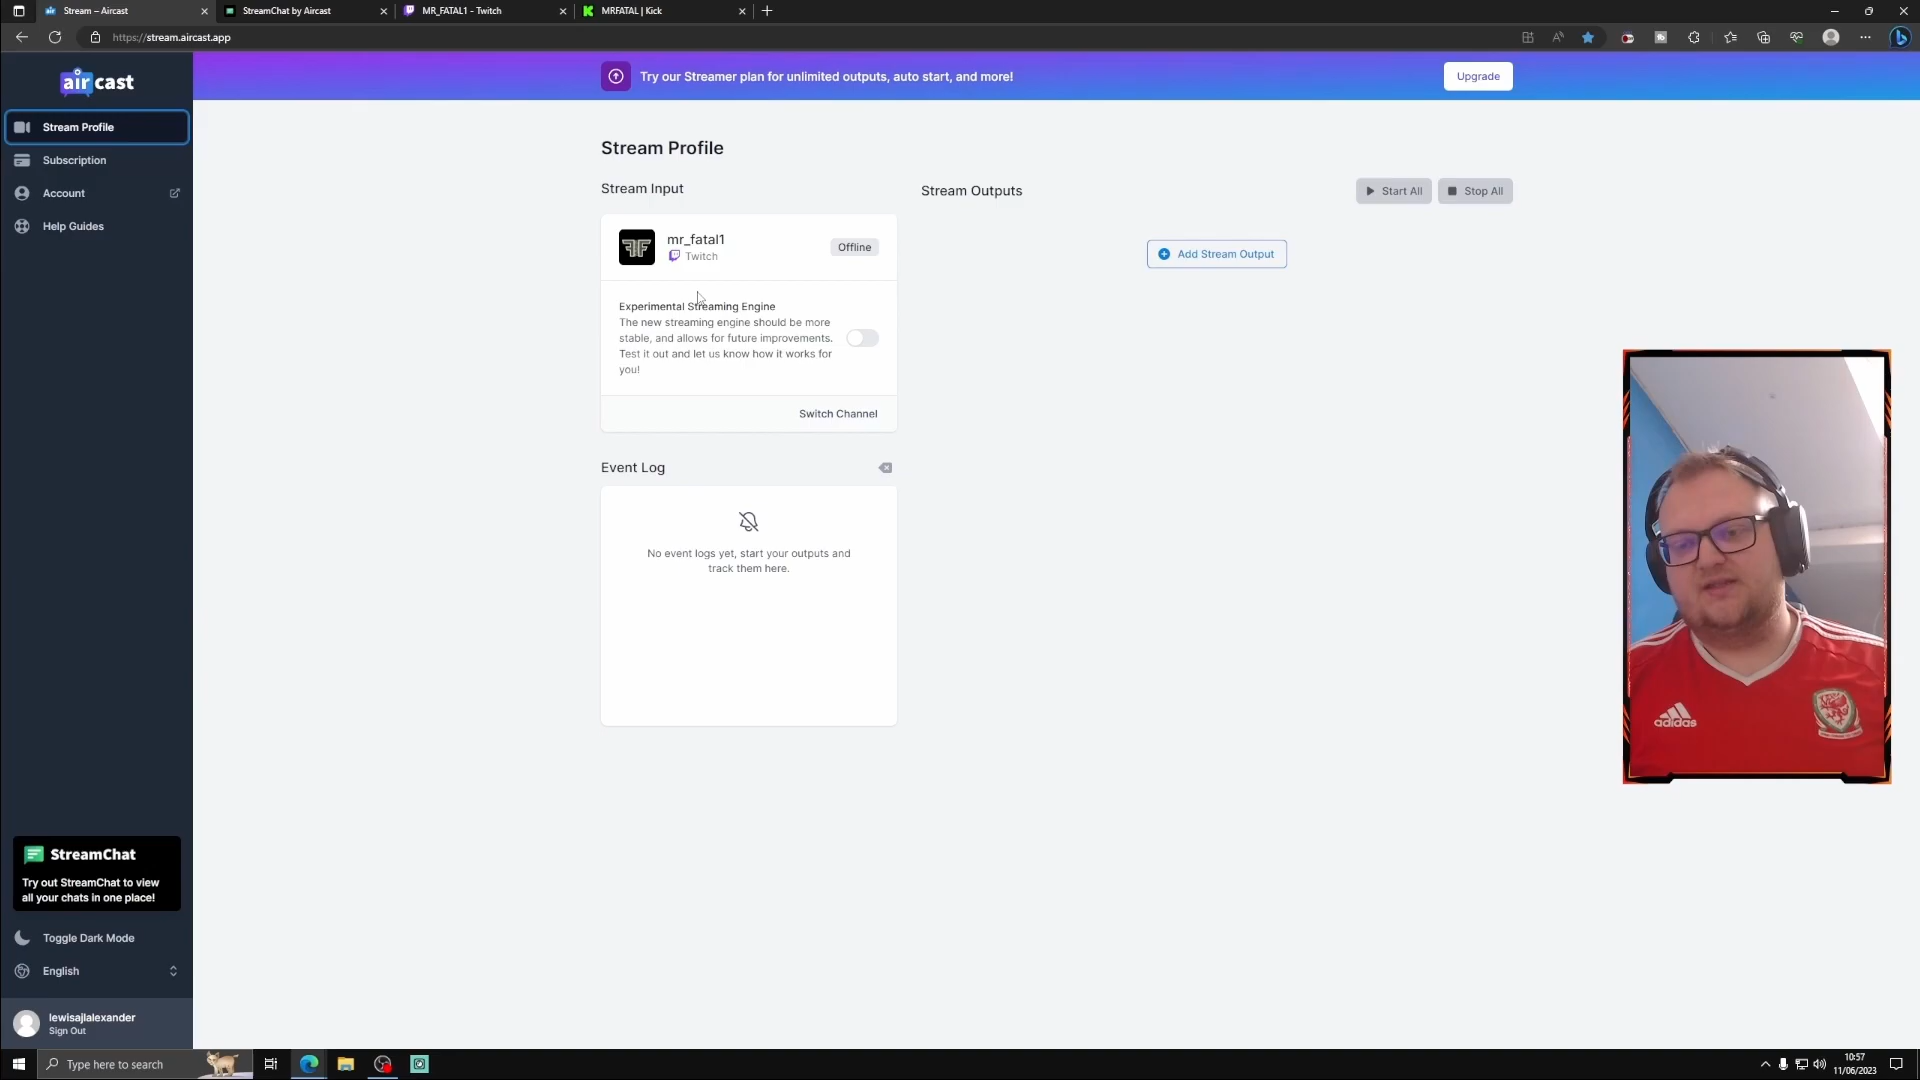 Stream – Aircast
StreamChat by Aircast
MR_FATAL1 - Twitch
MRFATAL | Kick
https://stream.aircast.app
aircast
Try our Streamer plan for unlimited outputs, auto start, and more!
Upgrade
Stream Profile
Subscription
Account
Help Guides
Stream Profile
Stream Input
mr_fatal1
Twitch
Offline
Experimental Streaming Engine
The new streaming engine should be more
stable, and allows for future improvements.
Test it out and let us know how it works for
you!
Switch Channel
Event Log
No event logs yet, start your outputs and
track them here.
Stream Outputs
Start All
Stop All
Add Stream Output
adidas
StreamChat
Try out StreamChat to view
all your chats in one place!
Toggle Dark Mode
English
lewisajlalexander
Sign Out
Type here to search
10:57
11/06/2023